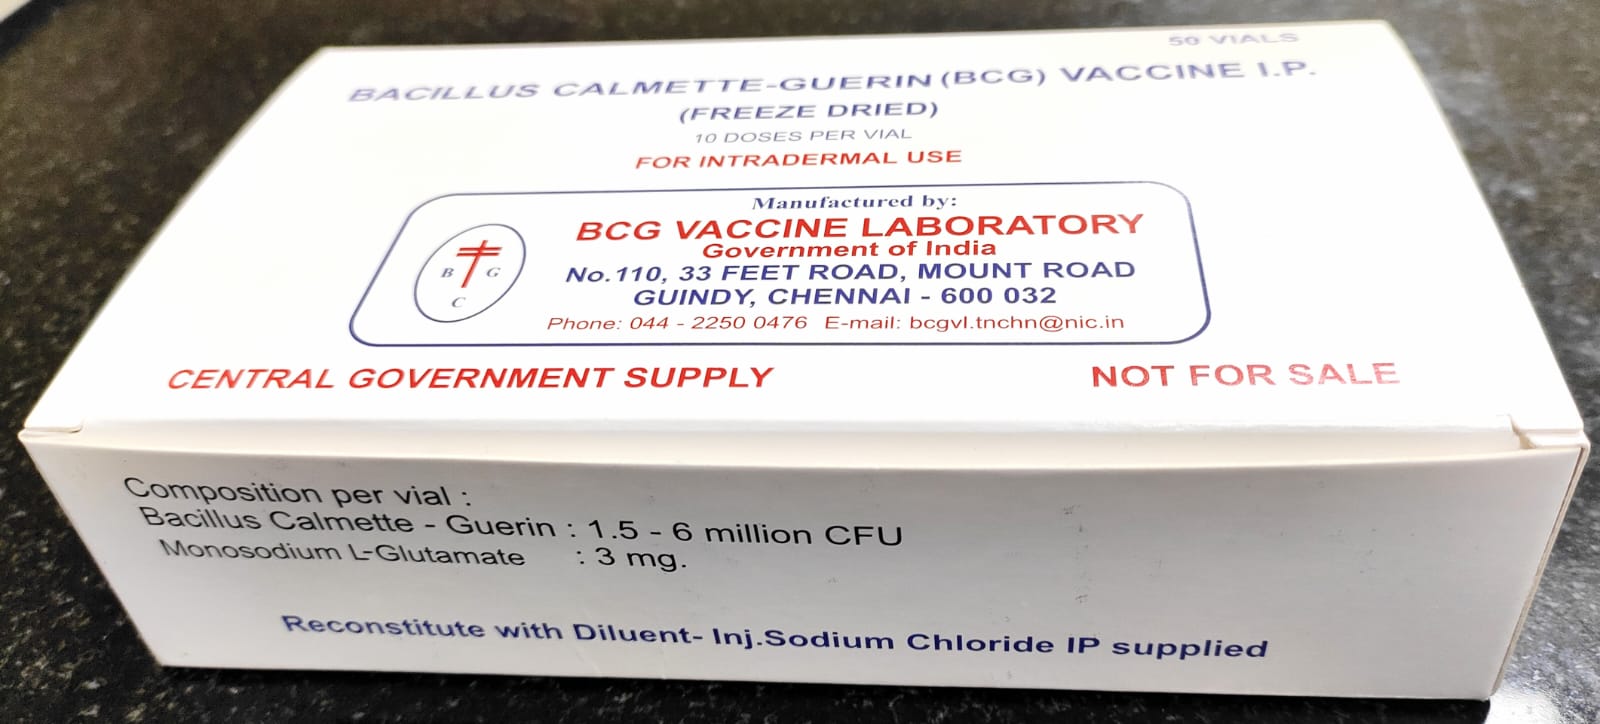 50 VIALS
BACILLUS CALMETTE-GUERIN (BCG) VACCINE I.P.
(FREEZE DRIED)
10 DOSES PER VIAL
FOR INTRADERMAL USE
Manufactured by:
BCG VACCINE LABORATORY
Government of India
No.110, 33 FEET ROAD, MOUNT ROAD
GUINDY, CHENNAI - 600 032
Phone: 044 - 2250 0476 E-mail: bcgvl.tnchn@nic.in
B G
C
CENTRAL GOVERNMENT SUPPLY
NOT FOR SALE
Composition per vial :
Bacillus Calmette - Guerin : 1.5 - 6 million CFU
Monosodium L-Glutamate : 3 mg.
Reconstitute with Diluent- Inj.Sodium Chloride IP supplied